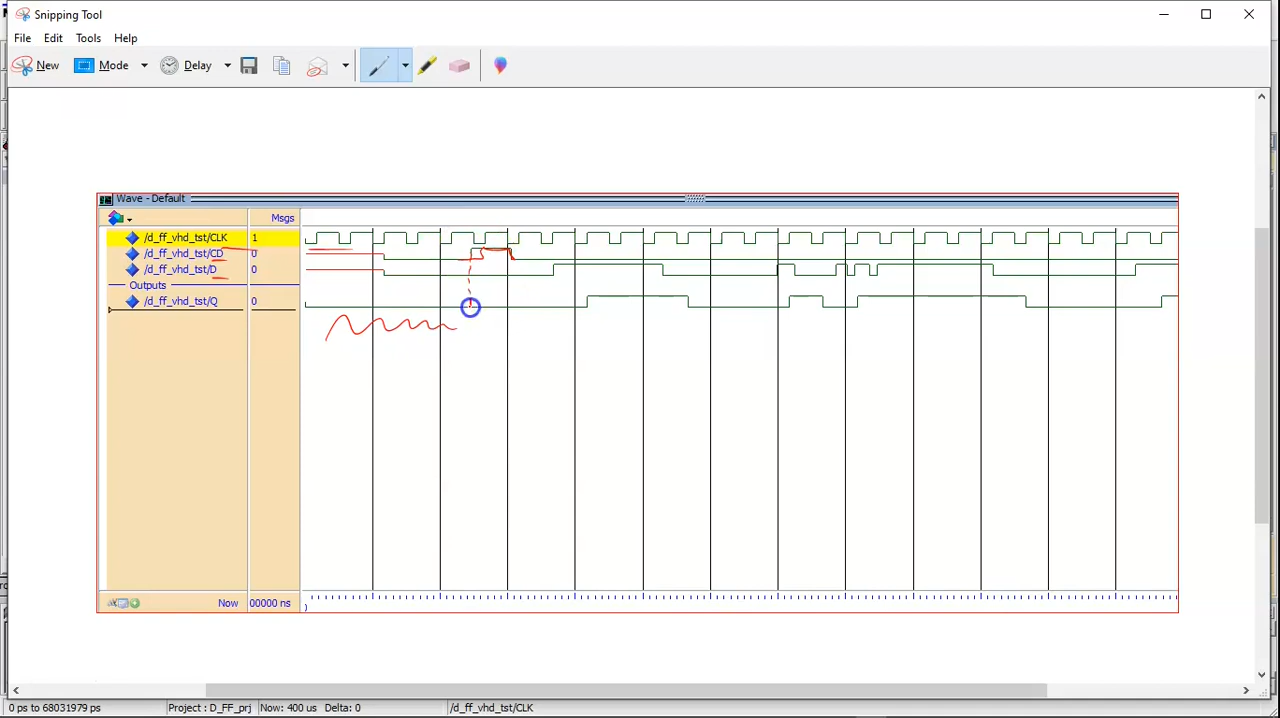 Snipping Tool
File Edit Tools Help
New Mode Delay
Wave - Default
Msgs
/d_ff_vhd_tst/CLK 1
/d_ff_vhd_tst/CD 0
/d_ff_vhd_tst/D 0
Outputs
/d_ff_vhd_tst/Q 0
Now 00000 ns
0 ps to 68031979 ps Project : D_FF_prj Now: 400 us Delta: 0 /d_ff_vhd_tst/CLK